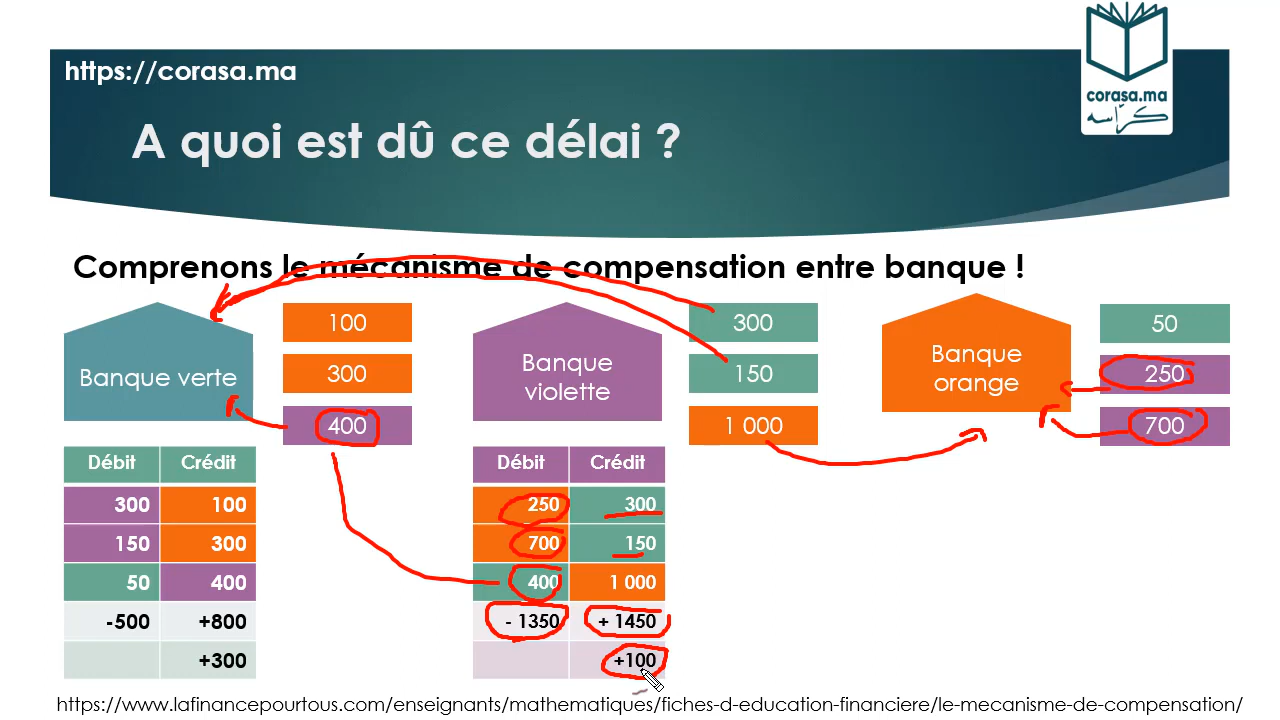 https://corasa.ma
corasa.ma
كرّاسة
A quoi est dû ce délai ?
Comprenons le mécanisme de compensation entre banque !
Banque verte
100
300
400
Banque
violette
300
150
1 000
Banque
orange
50
250
700
Débit Crédit
300 100
150 300
50 400
-500 +800
+300
Débit Crédit
250 300
700 150
400 1 000
- 1350 + 1450
+100
https://www.lafinancepourtous.com/enseignants/mathematiques/fiches-d-education-financiere/le-mecanisme-de-compensation/